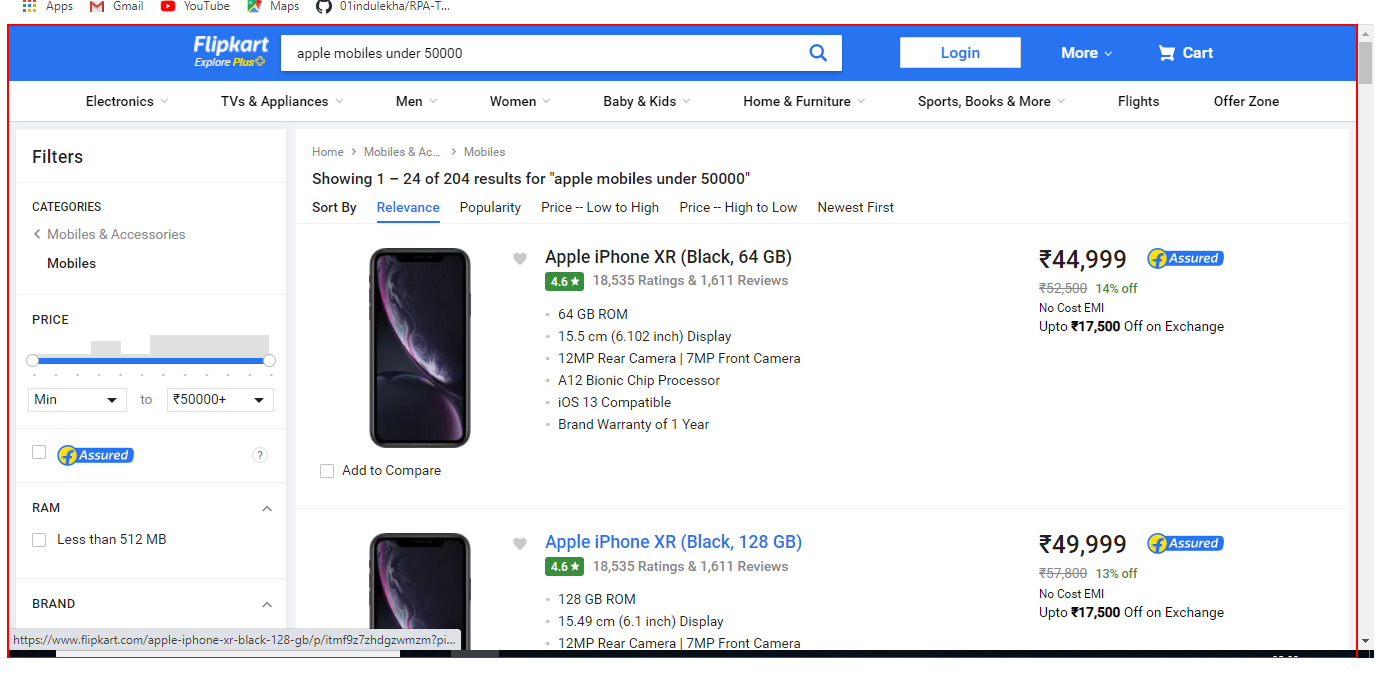 Apps Gmail YouTube Maps 01indulekha/RPA-T...
Flipkart
Explore Plus
apple mobiles under 50000
Login
More
Cart
Electronics TVs & Appliances Men Women Baby & Kids Home & Furniture Sports, Books & More Flights Offer Zone
Filters
CATEGORIES
Mobiles & Accessories
Mobiles
PRICE
Min to ₹50000+
Assured ?
RAM
Less than 512 MB
BRAND
Home > Mobiles & Ac... > Mobiles
Showing 1 – 24 of 204 results for "apple mobiles under 50000"
Sort By Relevance Popularity Price -- Low to High Price -- High to Low Newest First
Apple iPhone XR (Black, 64 GB)
4.6 ★ 18,535 Ratings & 1,611 Reviews
64 GB ROM
15.5 cm (6.102 inch) Display
12MP Rear Camera | 7MP Front Camera
A12 Bionic Chip Processor
iOS 13 Compatible
Brand Warranty of 1 Year
₹44,999 Assured
₹52,500 14% off
No Cost EMI
Upto ₹17,500 Off on Exchange
Add to Compare
Apple iPhone XR (Black, 128 GB)
4.6 ★ 18,535 Ratings & 1,611 Reviews
128 GB ROM
15.49 cm (6.1 inch) Display
12MP Rear Camera | 7MP Front Camera
₹49,999 Assured
₹57,800 13% off
No Cost EMI
Upto ₹17,500 Off on Exchange
https://www.flipkart.com/apple-iphone-xr-black-128-gb/p/itmf9z7zhdgzwmzm?pi...